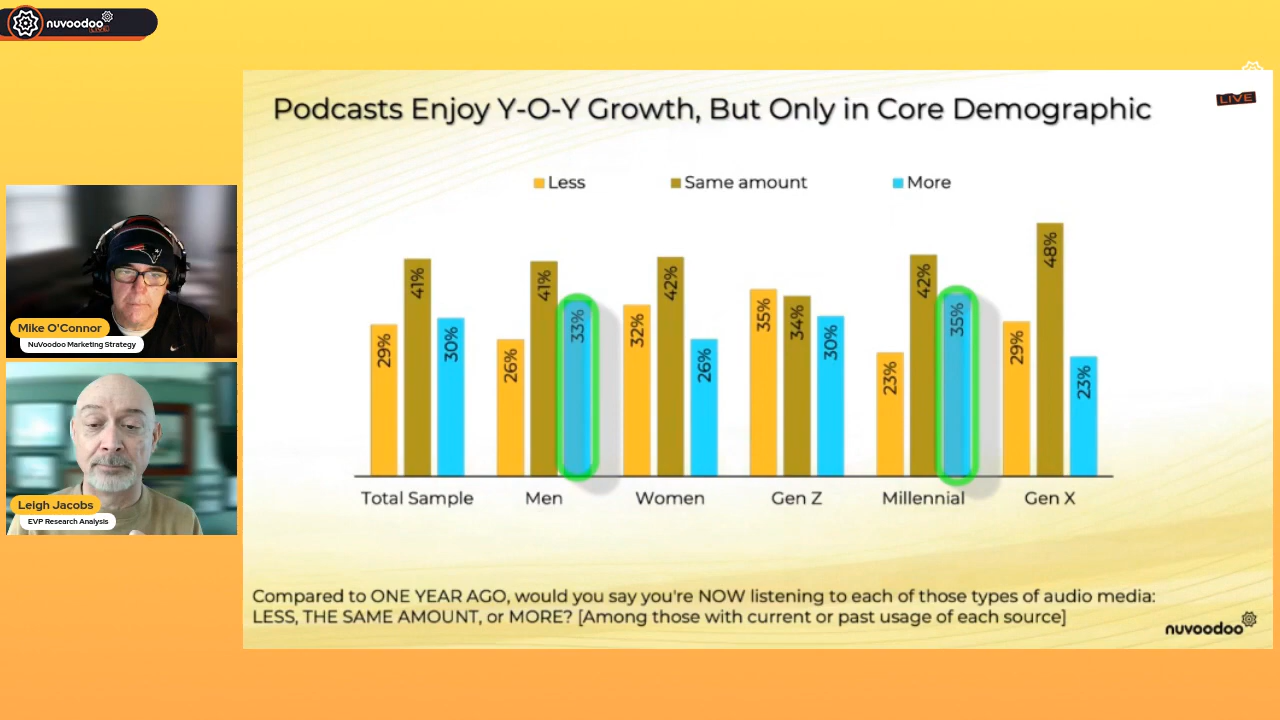 nuvoodoo
LIVE
Podcasts Enjoy Y-O-Y Growth, But Only in Core Demographic
LIVE
Less
Same amount
More
29%
41%
30%
26%
41%
33%
32%
42%
26%
35%
34%
30%
23%
42%
35%
29%
48%
23%
Total Sample
Men
Women
Gen Z
Millennial
Gen X
Mike O'Connor
NuVoodoo Marketing Strategy
Leigh Jacobs
EVP Research Analysis
Compared to ONE YEAR AGO, would you say you're NOW listening to each of those types of audio media:
LESS, THE SAME AMOUNT, or MORE? [Among those with current or past usage of each source]
nuvoodoo